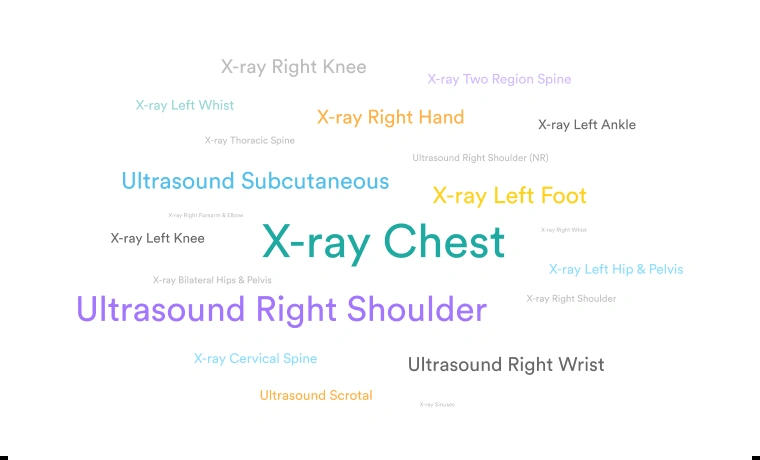 X-ray Right Knee
X-ray Two Region Spine
X-ray Left Whist
X-ray Right Hand
X-ray Left Ankle
X-ray Thoracic Spine
Ultrasound Right Shoulder (NR)
Ultrasound Subcutaneous
X-ray Left Foot
X-ray Right Forearm & Elbow
X-ray Right Whist
X-ray Left Knee
X-ray Chest
X-ray Left Hip & Pelvis
X-ray Bilateral Hips & Pelvis
X-ray Right Shoulder
Ultrasound Right Shoulder
X-ray Cervical Spine
Ultrasound Right Wrist
Ultrasound Scrotal
X-ray Sinuses